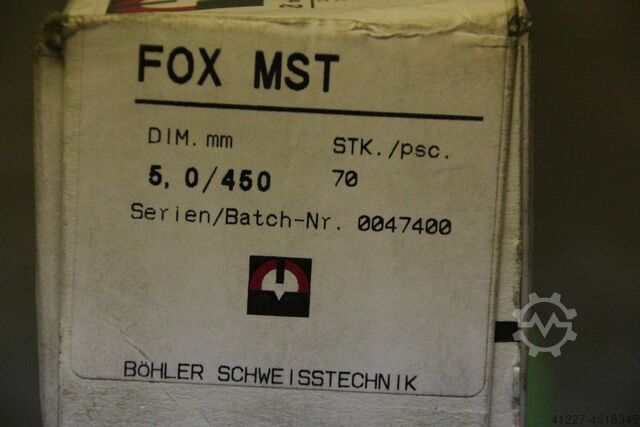 FOX MST
DIM. mm STK./psc.
5,0/450 70
Serien/Batch-Nr. 0047400
BÖHLER SCHWEISSTECHNIK
41227-4018345